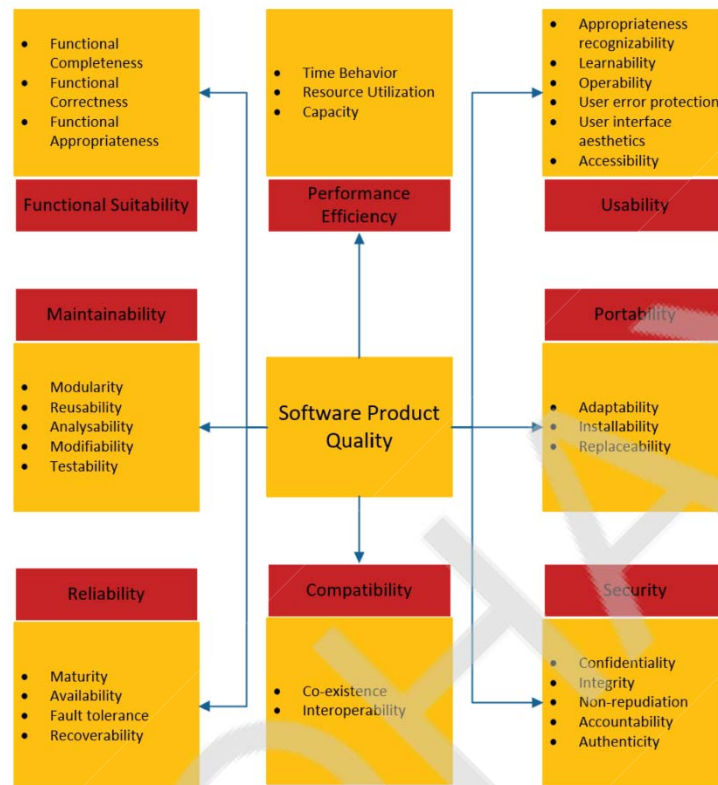 Functional
Completeness
Functional
Correctness
Functional
Appropriateness
Functional Suitability
Time Behavior
Resource Utilization
Capacity
Performance
Efficiency
Appropriateness
recognizability
Learnability
Operability
User error protection
User interface
aesthetics
Accessibility
Usability
Maintainability
Modularity
Reusability
Analysability
Modifiability
Testability
Software Product
Quality
Portability
Adaptability
Installability
Replaceability
Reliability
Maturity
Availability
Fault tolerance
Recoverability
Compatibility
Co-existence
Interoperability
Security
Confidentiality
Integrity
Non-repudiation
Accountability
Authenticity